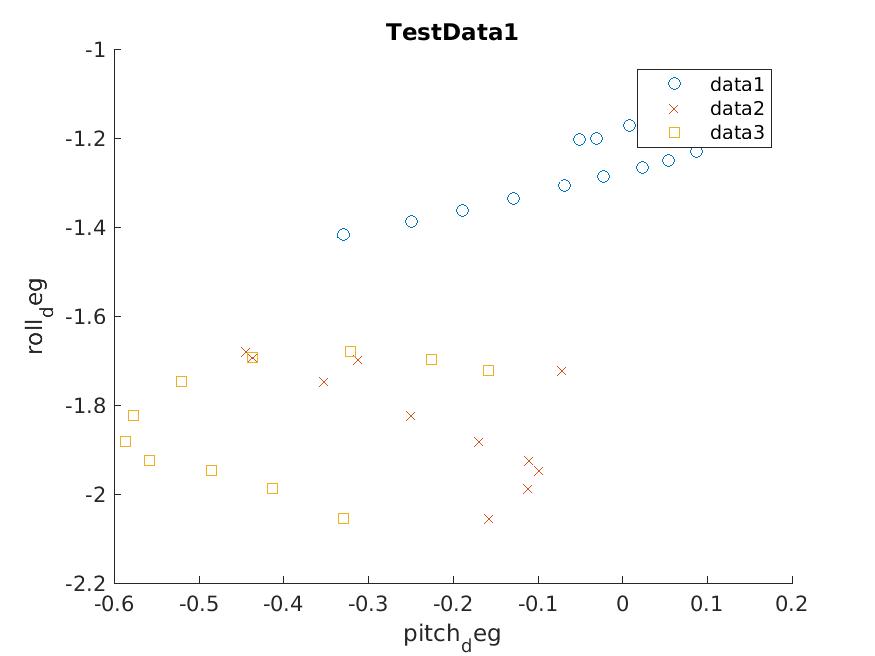 TestData1
-1
-1.2
-1.4
-1.6
-1.8
-2
-2.2
roll_deg
data1
data2
data3
-0.6 -0.5 -0.4 -0.3 -0.2 -0.1 0 0.1 0.2
pitch_deg